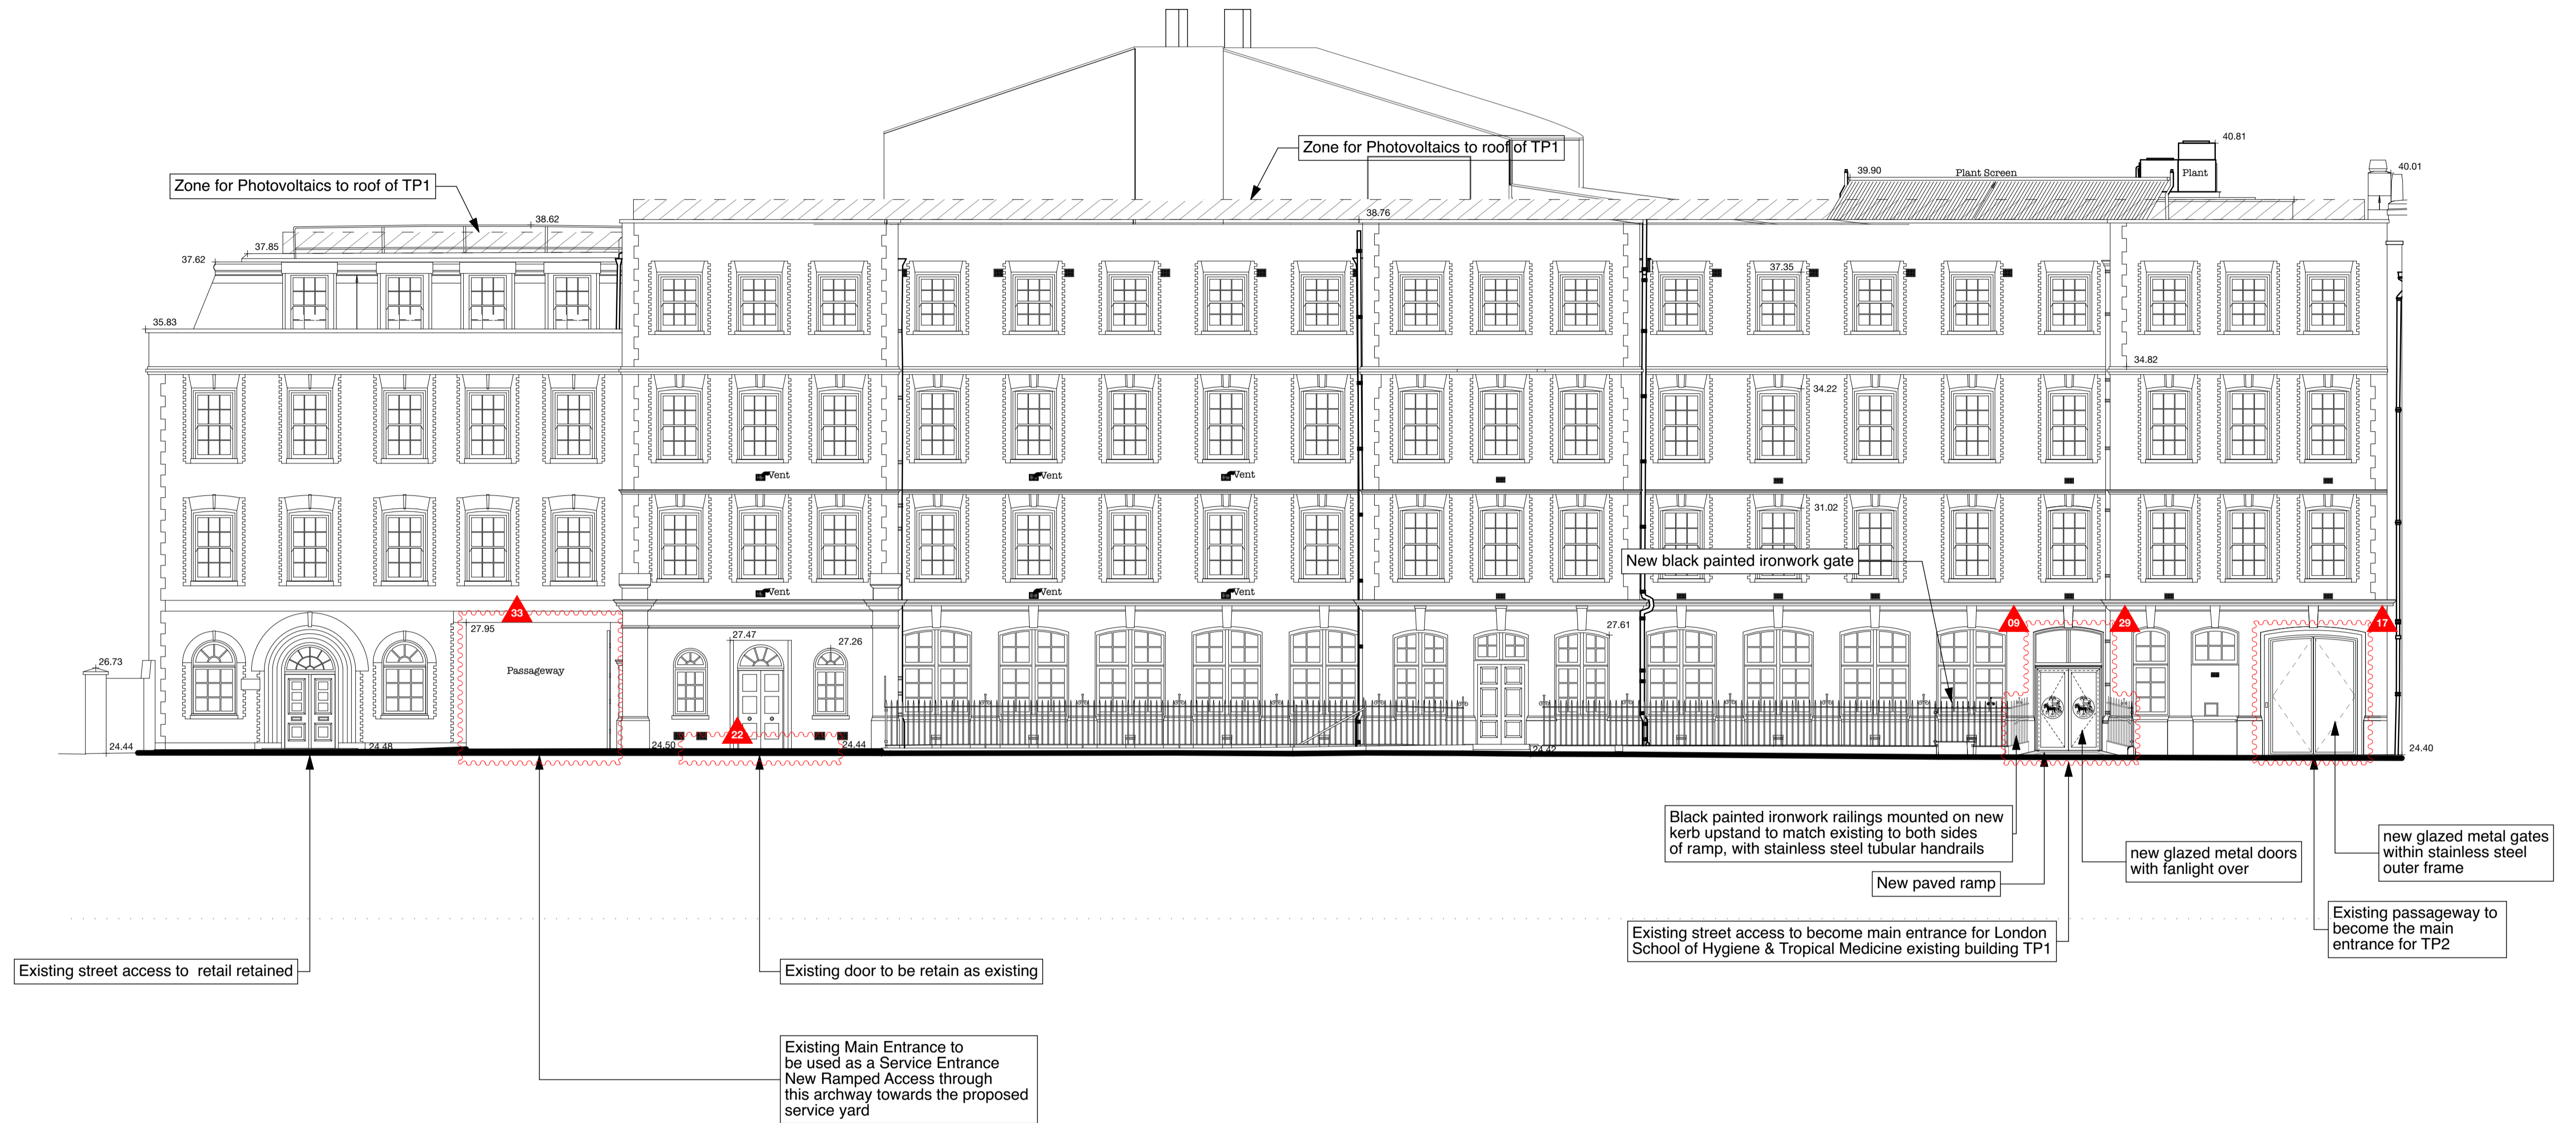 40.81
Zone for Photovoltaics to roof of TP1
40.01
39.90
Plant Screen
Plant
Zone for Photovoltaics to roof of TP1
38.62
38.76
37.85
37.62
37.35
35.83
34.82
34.22
Vent
Vent
Vent
31.02
New black painted ironwork gate
Vent
Vent
Vent
33
09
29
17
27.95
27.47
27.26
27.61
26.73
Passageway
22
24.44
24.48
24.50
24.44
24.42
24.40
Black painted ironwork railings mounted on new
kerb upstand to match existing to both sides
of ramp, with stainless steel tubular handrails
new glazed metal doors
with fanlight over
new glazed metal gates
within stainless steel
outer frame
New paved ramp
Existing passageway to
become the main
entrance for TP2
Existing street access to become main entrance for London
School of Hygiene & Tropical Medicine existing building TP1
Existing street access to retail retained
Existing door to be retain as existing
Existing Main Entrance to
be used as a Service Entrance
New Ramped Access through
this archway towards the proposed
service yard